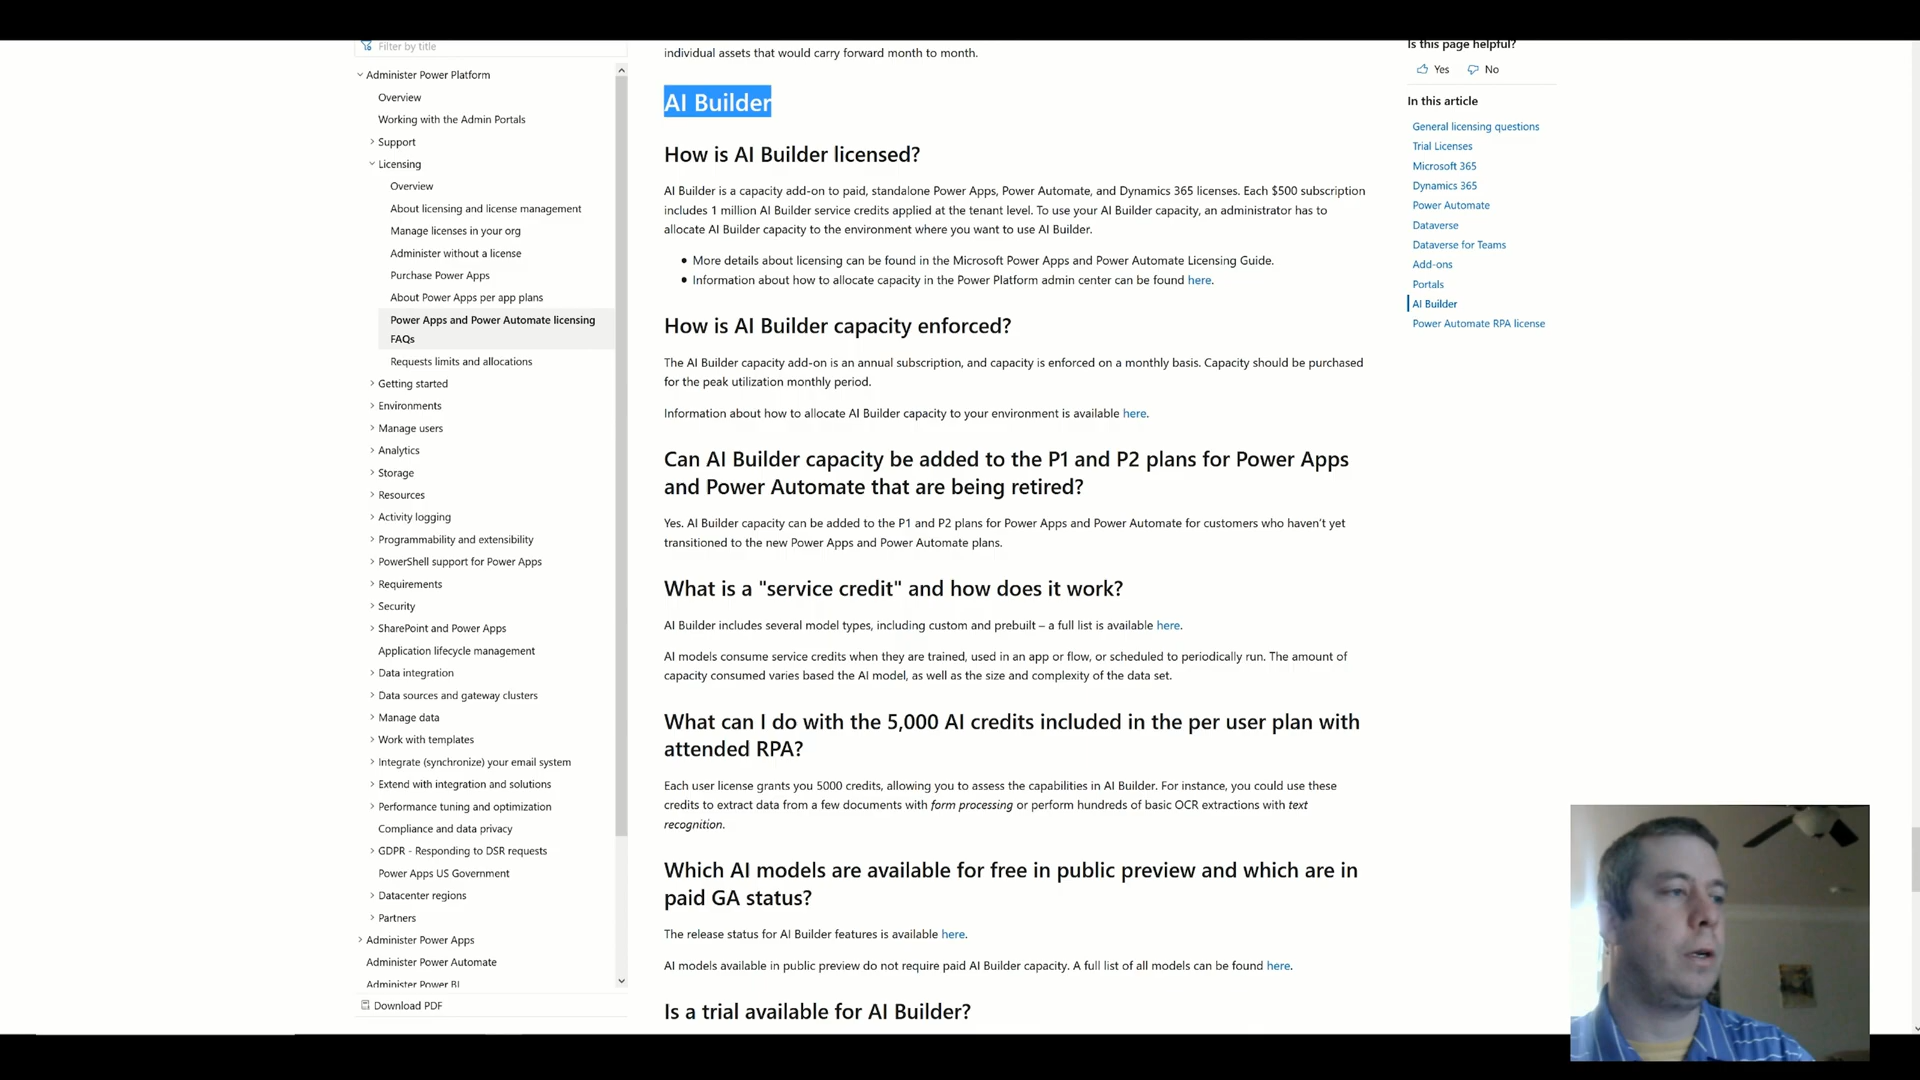 Filter by title
Administer Power Platform
Overview
Working with the Admin Portals
Support
Licensing
Overview
About licensing and license management
Manage licenses in your org
Administer without a license
Purchase Power Apps
About Power Apps per app plans
Power Apps and Power Automate licensing
FAQs
Requests limits and allocations
Getting started
Environments
Manage users
Analytics
Storage
Resources
Activity logging
Programmability and extensibility
PowerShell support for Power Apps
Requirements
Security
SharePoint and Power Apps
Application lifecycle management
Data integration
Data sources and gateway clusters
Manage data
Work with templates
Integrate (synchronize) your email system
Extend with integration and solutions
Performance tuning and optimization
Compliance and data privacy
GDPR - Responding to DSR requests
Power Apps US Government
Datacenter regions
Partners
Administer Power Apps
Administer Power Automate
Administer Power BI
Download PDF
individual assets that would carry forward month to month.
AI Builder
How is AI Builder licensed?
AI Builder is a capacity add-on to paid, standalone Power Apps, Power Automate, and Dynamics 365 licenses. Each $500 subscription
includes 1 million AI Builder service credits applied at the tenant level. To use your AI Builder capacity, an administrator has to
allocate AI Builder capacity to the environment where you want to use AI Builder.
• More details about licensing can be found in the Microsoft Power Apps and Power Automate Licensing Guide.
• Information about how to allocate capacity in the Power Platform admin center can be found here.
How is AI Builder capacity enforced?
The AI Builder capacity add-on is an annual subscription, and capacity is enforced on a monthly basis. Capacity should be purchased
for the peak utilization monthly period.
Information about how to allocate AI Builder capacity to your environment is available here.
Can AI Builder capacity be added to the P1 and P2 plans for Power Apps
and Power Automate that are being retired?
Yes. AI Builder capacity can be added to the P1 and P2 plans for Power Apps and Power Automate for customers who haven't yet
transitioned to the new Power Apps and Power Automate plans.
What is a "service credit" and how does it work?
AI Builder includes several model types, including custom and prebuilt – a full list is available here.
AI models consume service credits when they are trained, used in an app or flow, or scheduled to periodically run. The amount of
capacity consumed varies based the AI model, as well as the size and complexity of the data set.
What can I do with the 5,000 AI credits included in the per user plan with
attended RPA?
Each user license grants you 5000 credits, allowing you to assess the capabilities in AI Builder. For instance, you could use these
credits to extract data from a few documents with form processing or perform hundreds of basic OCR extractions with text
recognition.
Which AI models are available for free in public preview and which are in
paid GA status?
The release status for AI Builder features is available here.
AI models available in public preview do not require paid AI Builder capacity. A full list of all models can be found here.
Is a trial available for AI Builder?
Is this page helpful?
Yes No
In this article
General licensing questions
Trial Licenses
Microsoft 365
Dynamics 365
Power Automate
Dataverse
Dataverse for Teams
Add-ons
Portals
AI Builder
Power Automate RPA license